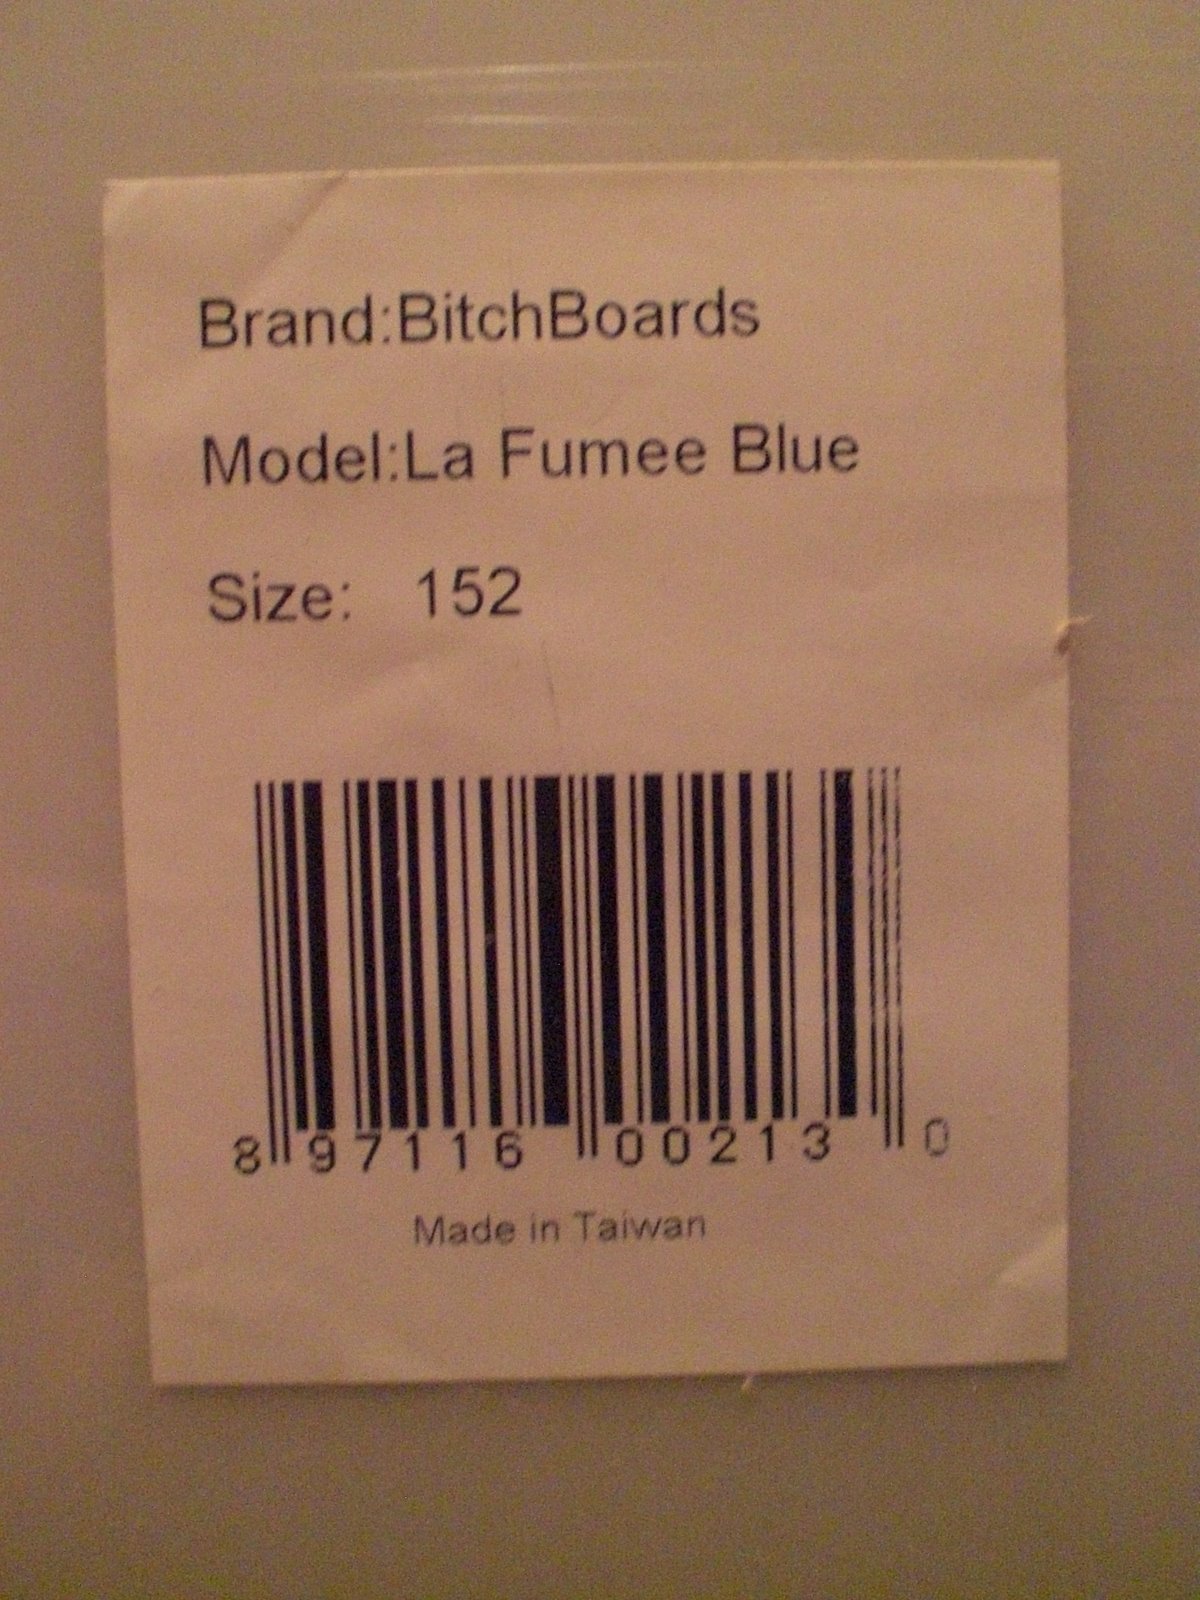 Brand:BitchBoards
Model:La Fumee Blue
Size: 152
8 97116 00213 0
Made in Taiwan